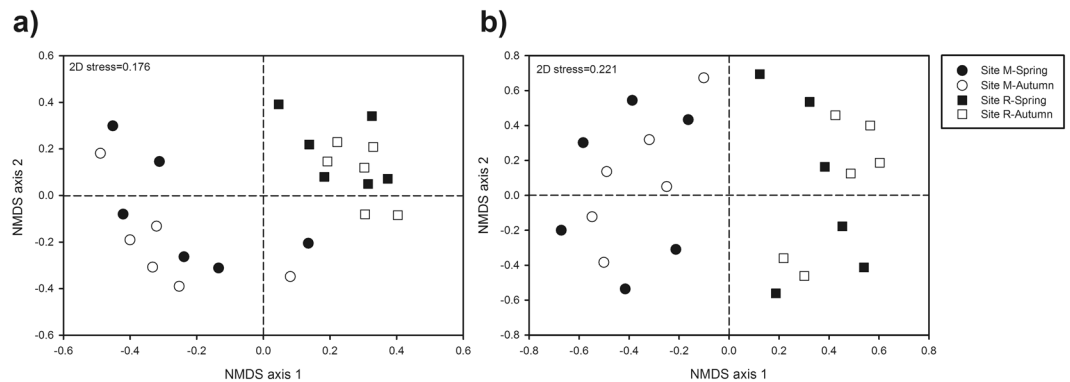 a)
2D stress=0.176
0.6
0.4
0.2
0.0
-0.2
-0.4
-0.6
NMDS axis 2
-0.6
-0.4
-0.2
0.0
0.2
0.4
0.6
NMDS axis 1
b)
2D stress=0.221
0.8
0.6
0.4
0.2
0.0
-0.2
-0.4
-0.6
-0.8
NMDS axis 2
-0.8
-0.6
-0.4
-0.2
0.0
0.2
0.4
0.6
0.8
NMDS axis 1
Site M-Spring
Site M-Autumn
Site R-Spring
Site R-Autumn